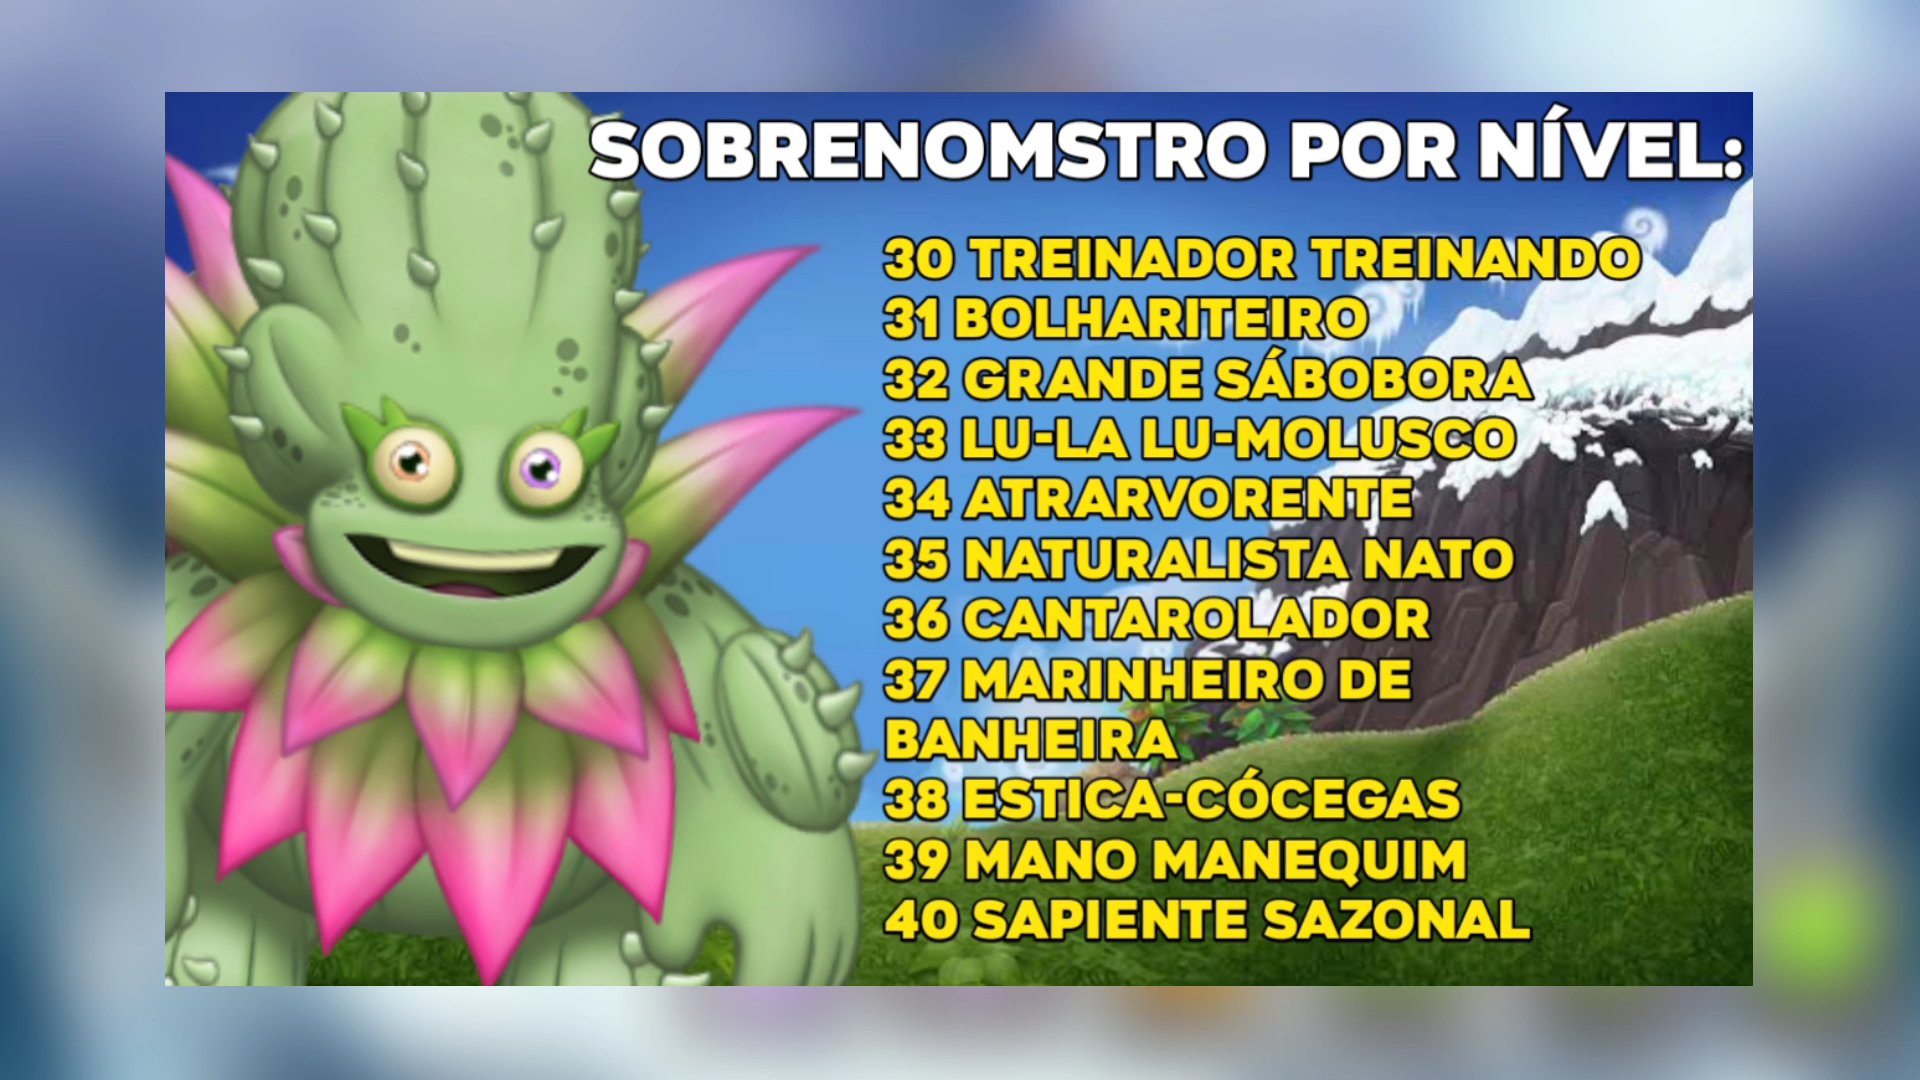 SOBRENOMSTRO POR NÍVEL:
30 TREINADOR TREINANDO
31 BOLHARITEIRO
32 GRANDE SÁBOBORA
33 LU-LA LU-MOLUSCO
34 ATRARVORENTE
35 NATURALISTA NATO
36 CANTAROLADOR
37 MARINHEIRO DE
BANHEIRA
38 ESTICA-CÓCEGAS
39 MANO MANEQUIM
40 SAPIENTE SAZONAL